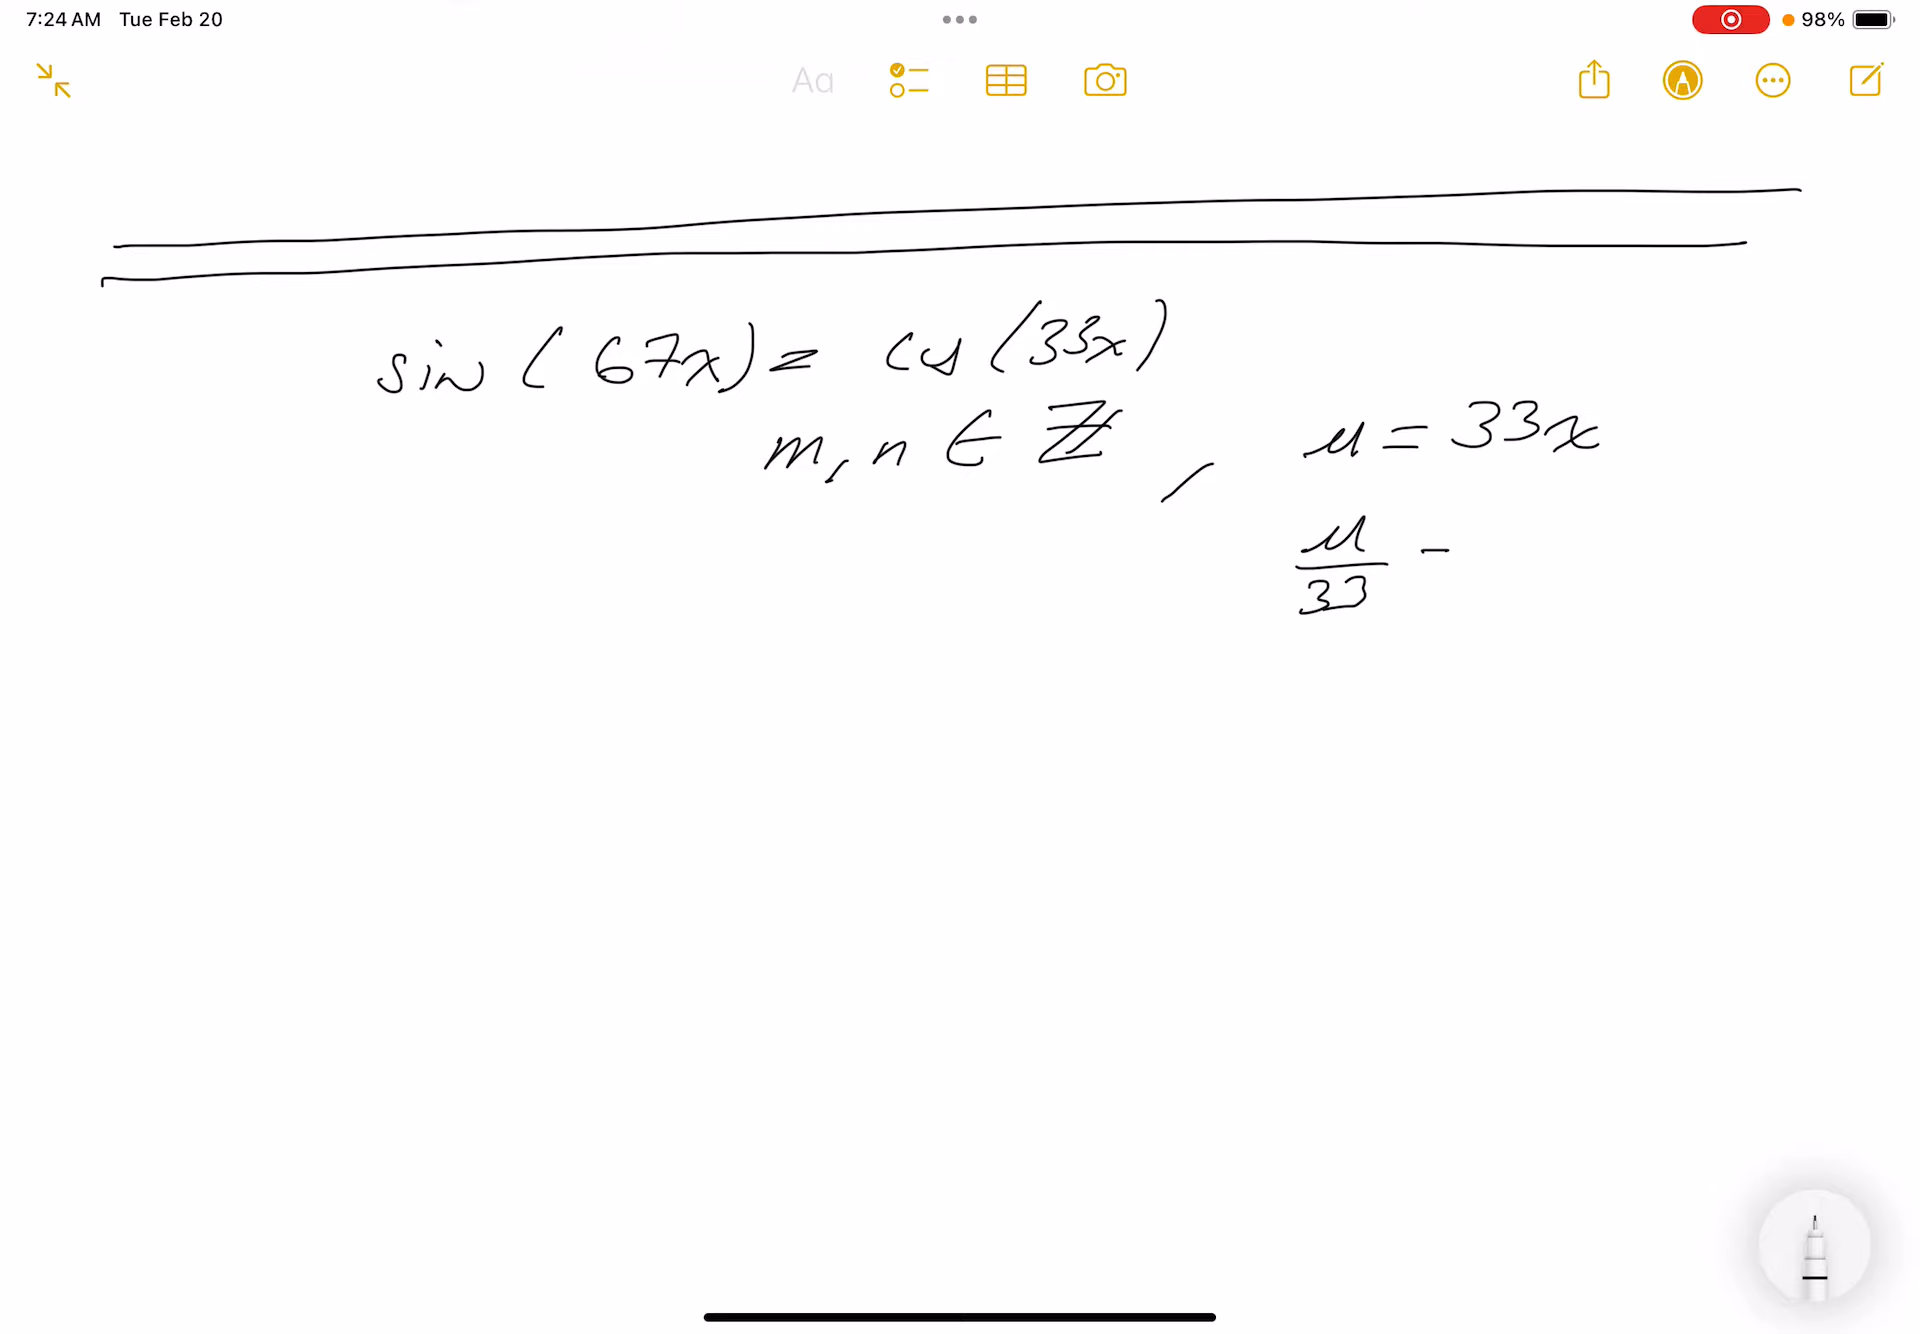 7:24 AM Tue Feb 20
98%
Aa
sin (67x) = cos (33x)
m, n ∈ ℤ, u = 33x
u/33 -